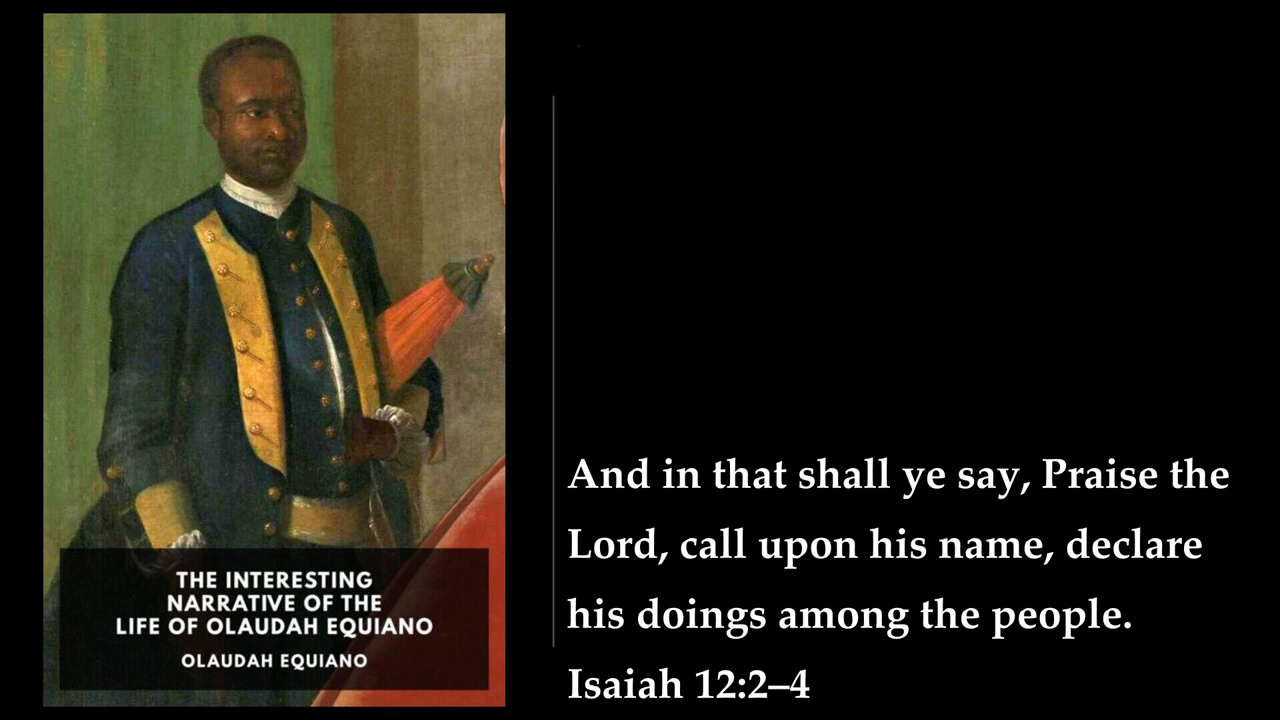 THE INTERESTING
NARRATIVE OF THE
LIFE OF OLAUDAH EQUIANO
OLAUDAH EQUIANO
And in that shall ye say, Praise the
Lord, call upon his name, declare
his doings among the people.
Isaiah 12:2–4